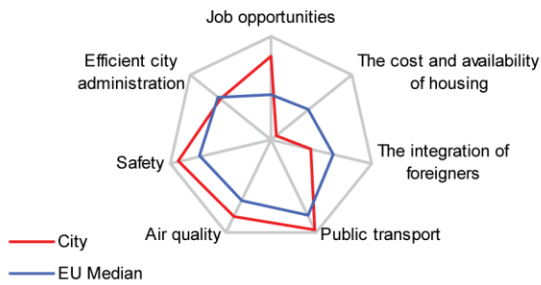 Job opportunities
Efficient city
administration
The cost and availability
of housing
The integration of
foreigners
Safety
Air quality
Public transport
City
EU Median